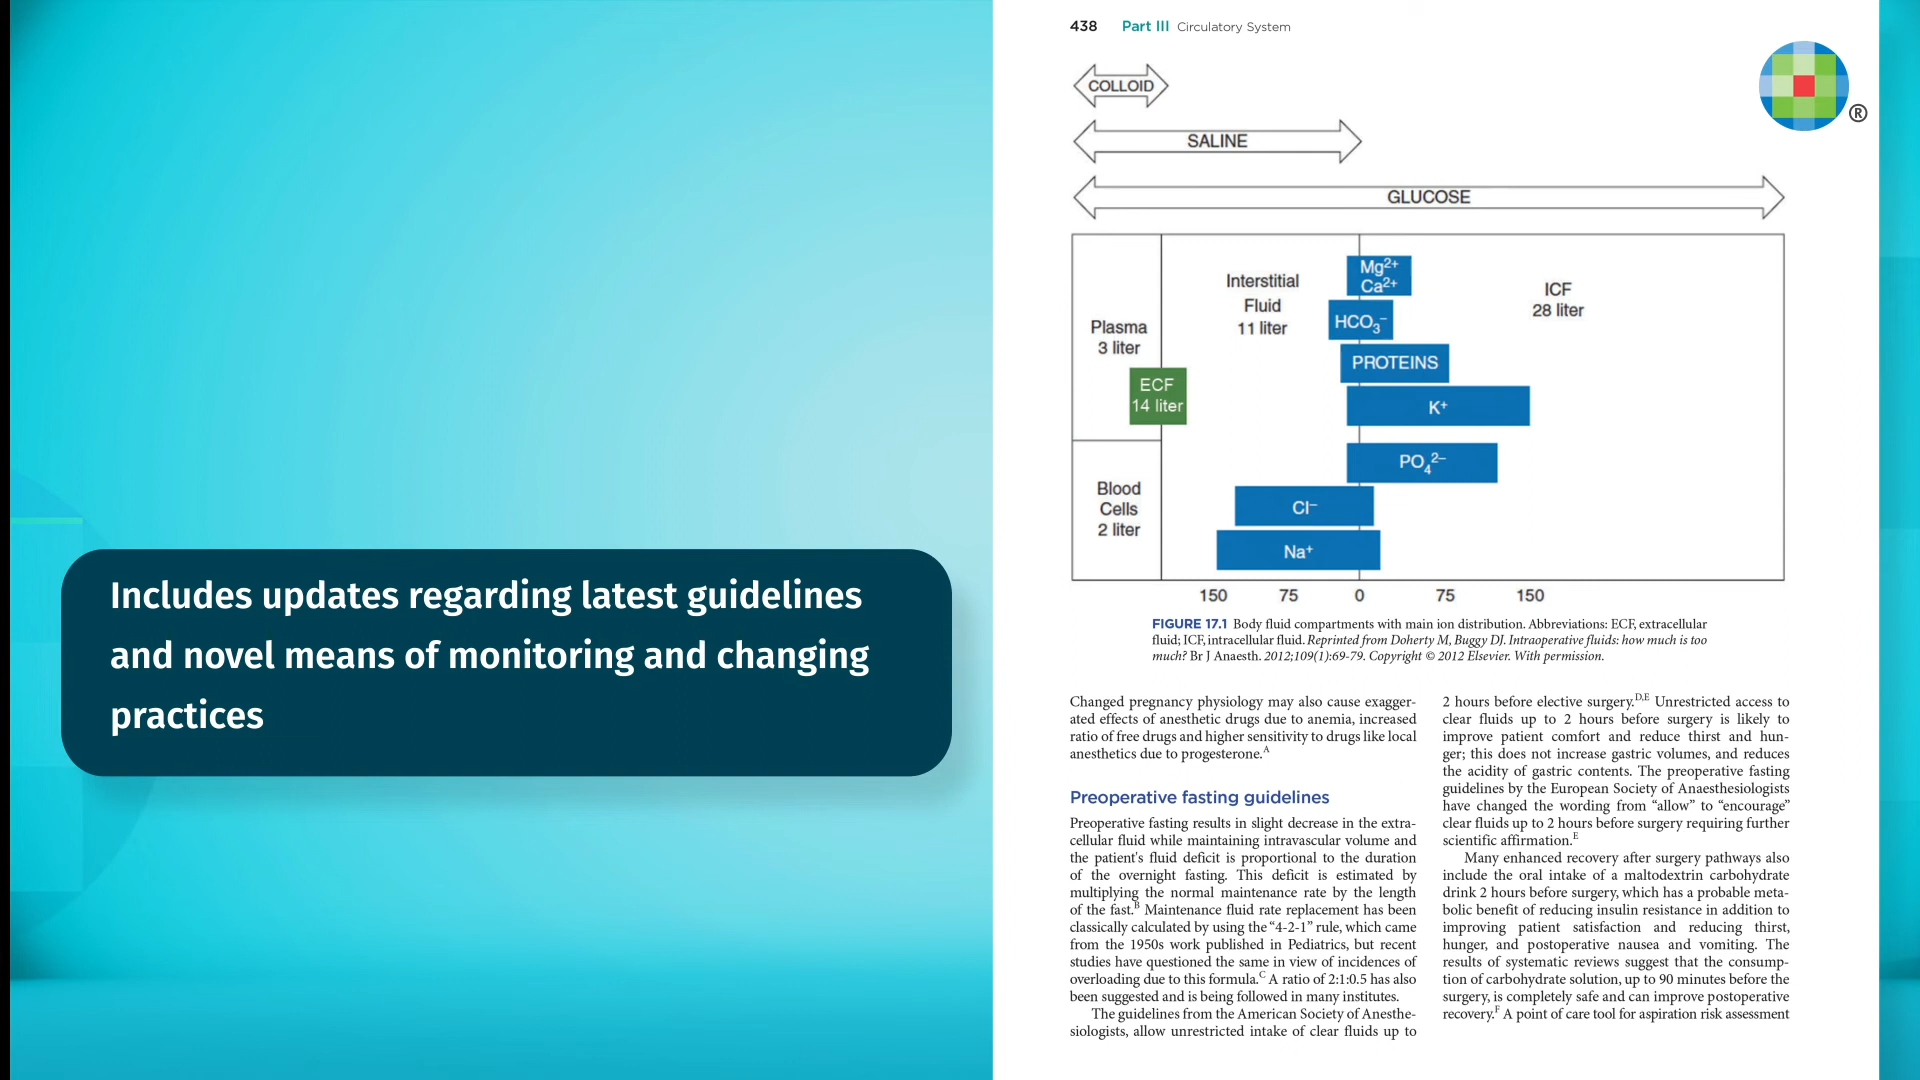 Includes updates regarding latest guidelines
and novel means of monitoring and changing
practices
438 Part III Circulatory System
®
COLLOID
SALINE
GLUCOSE
Plasma
3 liter
ECF
14 liter
Blood
Cells
2 liter
Interstitial
Fluid
11 liter
Mg²⁺
Ca²⁺
HCO₃⁻
PROTEINS
K⁺
PO₄²⁻
Cl⁻
Na⁺
ICF
28 liter
150 75 0 75 150
FIGURE 17.1 Body fluid compartments with main ion distribution. Abbreviations: ECF, extracellular
fluid; ICF, intracellular fluid. Reprinted from Doherty M, Buggy DJ. Intraoperative fluids: how much is too
much? Br J Anaesth. 2012;109(1):69-79. Copyright © 2012 Elsevier. With permission.
Changed pregnancy physiology may also cause exagger-
ated effects of anesthetic drugs due to anemia, increased
ratio of free drugs and higher sensitivity to drugs like local
anesthetics due to progesterone.ᴬ
Preoperative fasting guidelines
Preoperative fasting results in slight decrease in the extra-
cellular fluid while maintaining intravascular volume and
the patient's fluid deficit is proportional to the duration
of the overnight fasting. This deficit is estimated by
multiplying the normal maintenance rate by the length
of the fast.ᴮ Maintenance fluid rate replacement has been
classically calculated by using the “4-2-1” rule, which came
from the 1950s work published in Pediatrics, but recent
studies have questioned the same in view of incidences of
overloading due to this formula.ᶜ A ratio of 2:1:0.5 has also
been suggested and is being followed in many institutes.
The guidelines from the American Society of Anesthe-
siologists, allow unrestricted intake of clear fluids up to
2 hours before elective surgery.ᴰ,ᴱ Unrestricted access to
clear fluids up to 2 hours before surgery is likely to
improve patient comfort and reduce thirst and hun-
ger; this does not increase gastric volumes, and reduces
the acidity of gastric contents. The preoperative fasting
guidelines by the European Society of Anaesthesiologists
have changed the wording from “allow” to “encourage”
clear fluids up to 2 hours before surgery requiring further
scientific affirmation.ᴱ
Many enhanced recovery after surgery pathways also
include the oral intake of a maltodextrin carbohydrate
drink 2 hours before surgery, which has a probable meta-
bolic benefit of reducing insulin resistance in addition to
improving patient satisfaction and reducing thirst,
hunger, and postoperative nausea and vomiting. The
results of systematic reviews suggest that the consump-
tion of carbohydrate solution, up to 90 minutes before the
surgery, is completely safe and can improve postoperative
recovery.ᶠ A point of care tool for aspiration risk assessment